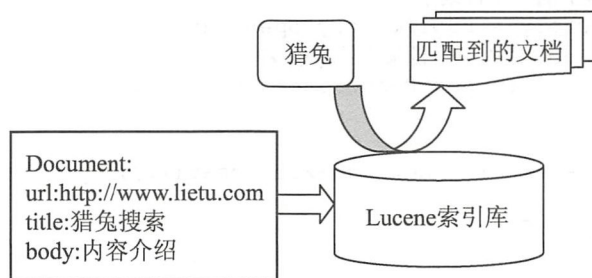 猎兔
匹配到的文档
Document:
url:http://www.lietu.com
title:猎兔搜索
body:内容介绍
Lucene索引库